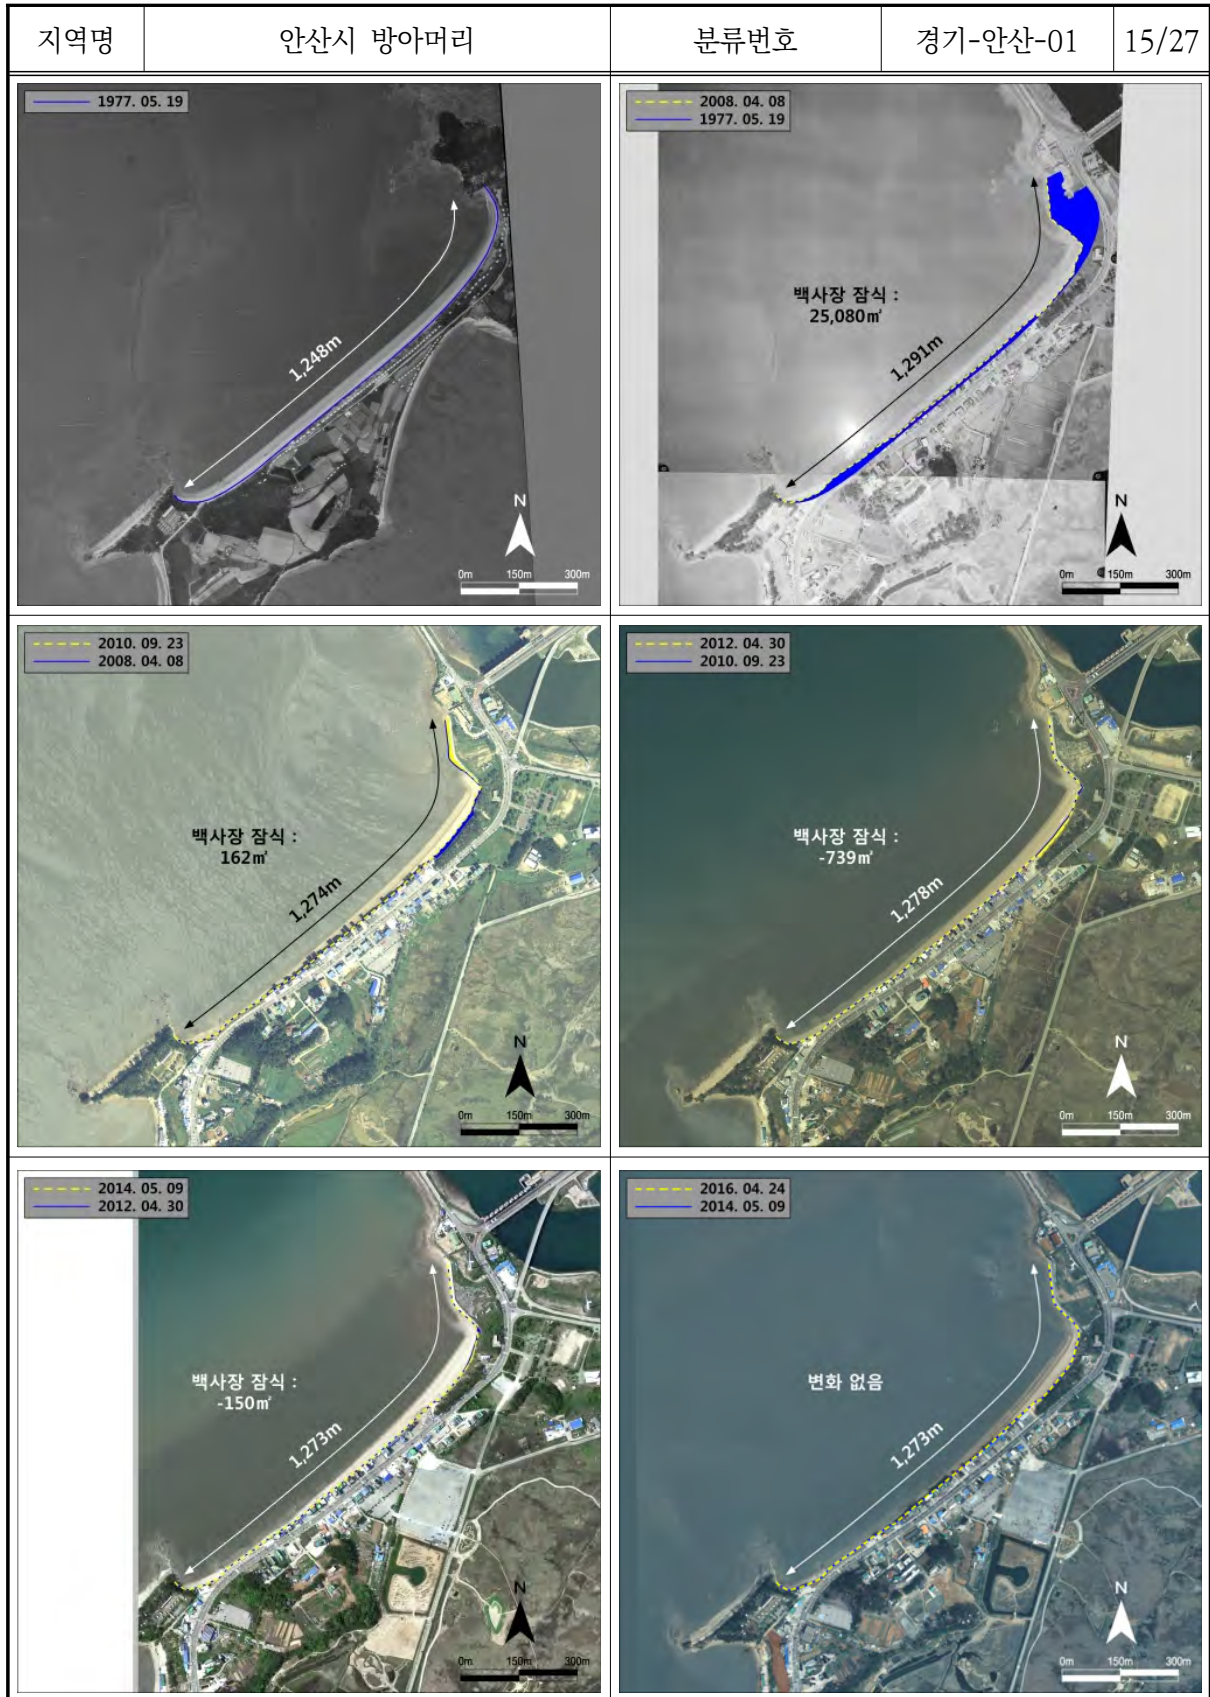 지역명 안산시 방아머리 분류번호 경기-안산-01 15/27
1977. 05. 19
1,248m
N
0m 150m 300m
2008. 04. 08
1977. 05. 19
백사장 잠식 :
25,080㎡
1,291m
N
0m 150m 300m
2010. 09. 23
2008. 04. 08
백사장 잠식 :
162㎡
1,274m
N
0m 150m 300m
2012. 04. 30
2010. 09. 23
백사장 잠식 :
-739㎡
1,278m
N
0m 150m 300m
2014. 05. 09
2012. 04. 30
백사장 잠식 :
-150㎡
1,273m
N
0m 150m 300m
2016. 04. 24
2014. 05. 09
변화 없음
1,273m
N
0m 150m 300m